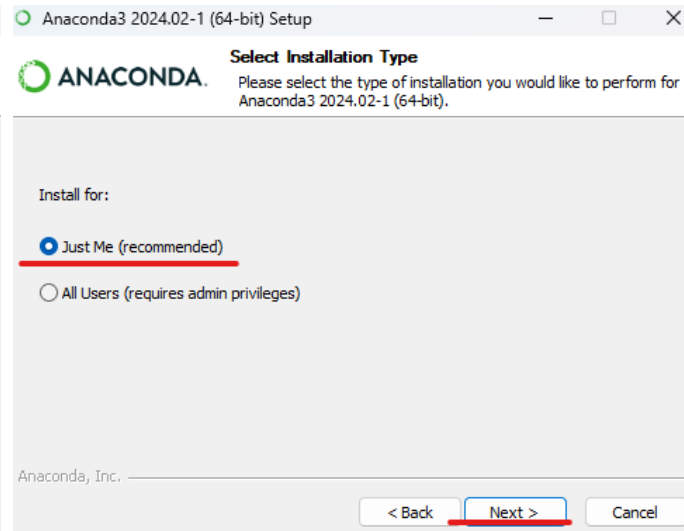 Anaconda3 2024.02-1 (64-bit) Setup
ANACONDA.
Select Installation Type
Please select the type of installation you would like to perform for
Anaconda3 2024.02-1 (64-bit).
Install for:
Just Me (recommended)
All Users (requires admin privileges)
Anaconda, Inc.
< Back Next > Cancel